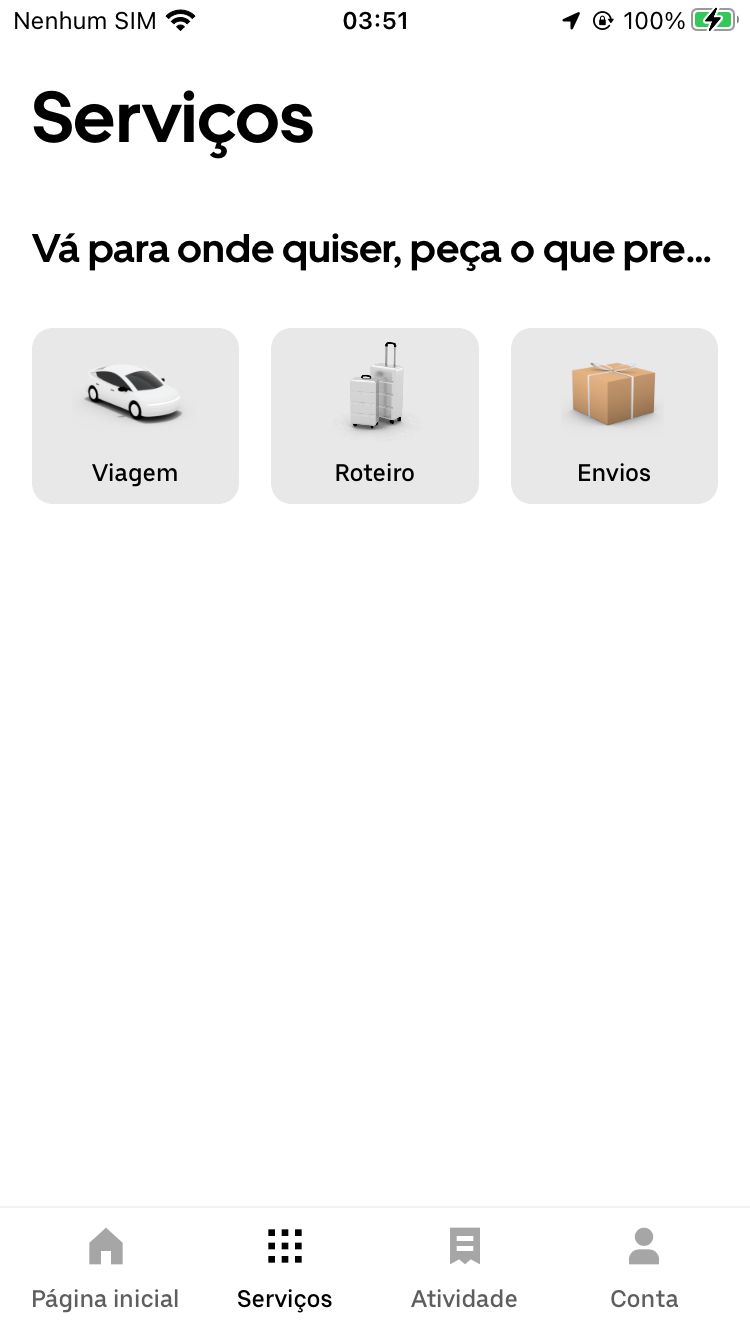 Nenhum SIM 03:51 100%
Serviços
Vá para onde quiser, peça o que pre...
Viagem Roteiro Envios
Página inicial Serviços Atividade Conta